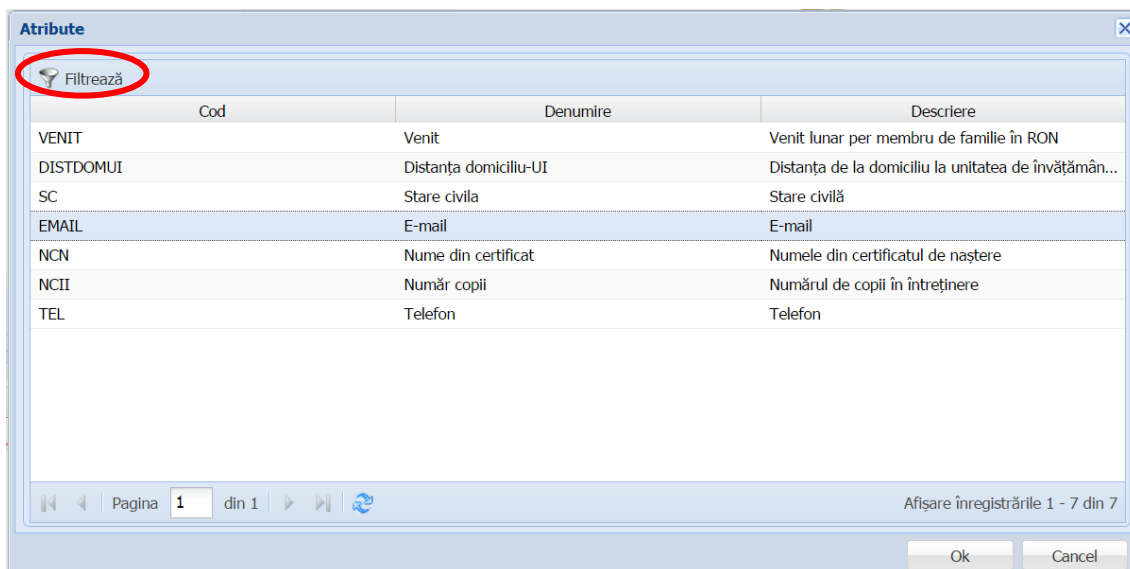 Atribute
Filtrează
Cod Denumire Descriere
VENIT Venit Venit lunar per membru de familie în RON
DISTDOMUI Distanța domiciliu-UI Distanța de la domiciliu la unitatea de învățămân...
SC Stare civila Stare civilă
EMAIL E-mail E-mail
NCN Nume din certificat Numele din certificatul de naștere
NCII Număr copii Numărul de copii în întreținere
TEL Telefon Telefon
Pagina 1 din 1 Afișare înregistrările 1 - 7 din 7
Ok Cancel